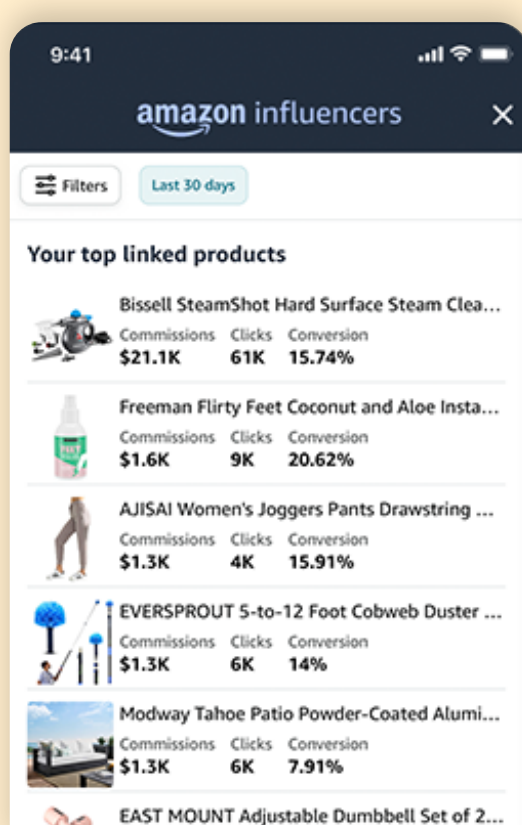 9:41
amazon influencers
Filters
Last 30 days
Your top linked products
Bissell SteamShot Hard Surface Steam Clea...
Commissions Clicks Conversion
$21.1K 61K 15.74%
Freeman Flirty Feet Coconut and Aloe Insta...
Commissions Clicks Conversion
$1.6K 9K 20.62%
AJISAI Women's Joggers Pants Drawstring ...
Commissions Clicks Conversion
$1.3K 4K 15.91%
EVERSPROUT 5-to-12 Foot Cobweb Duster ...
Commissions Clicks Conversion
$1.3K 6K 14%
Modway Tahoe Patio Powder-Coated Alumi...
Commissions Clicks Conversion
$1.3K 6K 7.91%
EAST MOUNT Adjustable Dumbbell Set of 2...